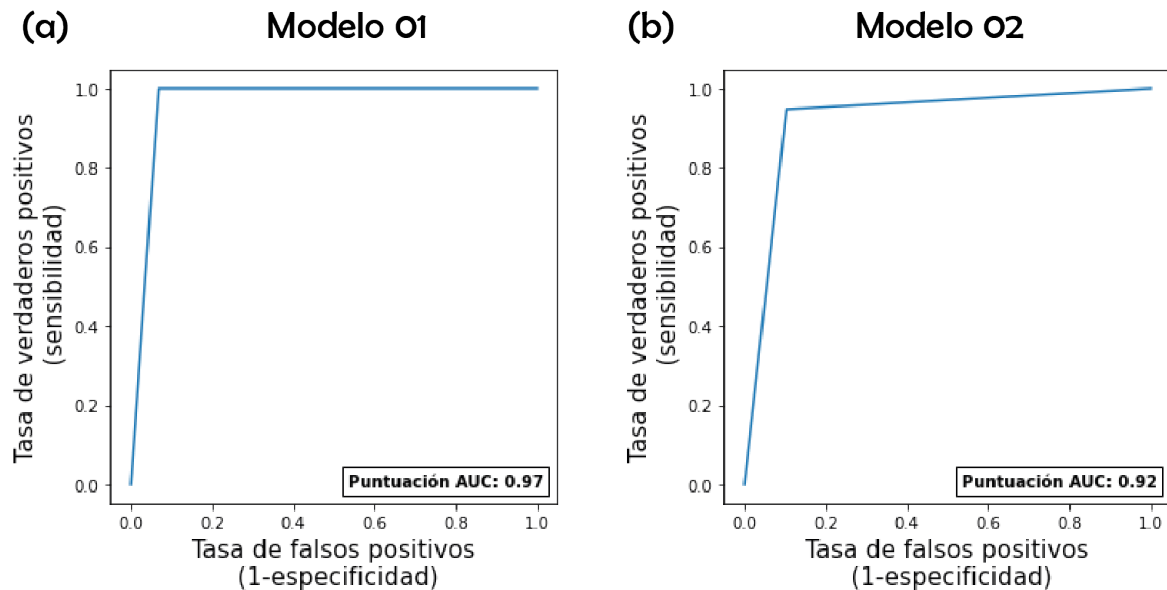 (a) Modelo 01
Tasa de verdaderos positivos
(sensibilidad)
1.0
0.8
0.6
0.4
0.2
0.0
Puntuación AUC: 0.97
0.0 0.2 0.4 0.6 0.8 1.0
Tasa de falsos positivos
(1-especificidad)
(b) Modelo 02
Tasa de verdaderos positivos
(sensibilidad)
1.0
0.8
0.6
0.4
0.2
0.0
Puntuación AUC: 0.92
0.0 0.2 0.4 0.6 0.8 1.0
Tasa de falsos positivos
(1-especificidad)